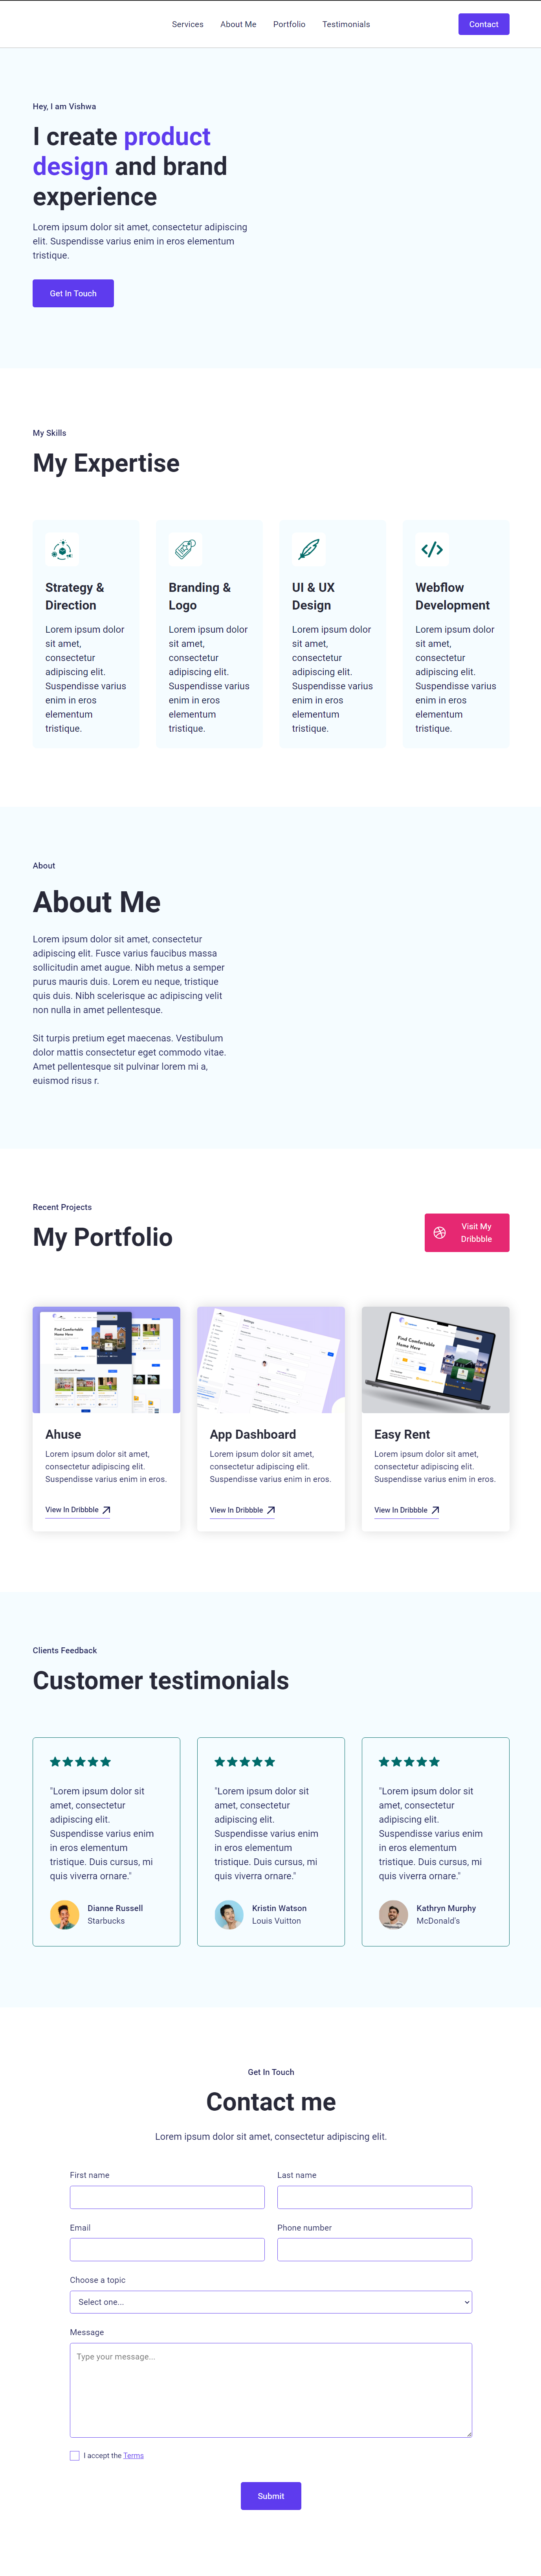 Services About Me Portfolio Testimonials Contact
Hey, I am Vishwa
I create product
design and brand
experience
Lorem ipsum dolor sit amet, consectetur adipiscing
elit. Suspendisse varius enim in eros elementum
tristique.
Get In Touch
My Skills
My Expertise
Strategy &
Direction
Lorem ipsum dolor
sit amet,
consectetur
adipiscing elit.
Suspendisse varius
enim in eros
elementum
tristique.
Branding &
Logo
Lorem ipsum dolor
sit amet,
consectetur
adipiscing elit.
Suspendisse varius
enim in eros
elementum
tristique.
UI & UX
Design
Lorem ipsum dolor
sit amet,
consectetur
adipiscing elit.
Suspendisse varius
enim in eros
elementum
tristique.
Webflow
Development
Lorem ipsum dolor
sit amet,
consectetur
adipiscing elit.
Suspendisse varius
enim in eros
elementum
tristique.
About
About Me
Lorem ipsum dolor sit amet, consectetur
adipiscing elit. Fusce varius faucibus massa
sollicitudin amet augue. Nibh metus a semper
purus mauris duis. Lorem eu neque, tristique
quis duis. Nibh scelerisque ac adipiscing velit
non nulla in amet pellentesque.
Sit turpis pretium eget maecenas. Vestibulum
dolor mattis consectetur eget commodo vitae.
Amet pellentesque sit pulvinar lorem mi a,
euismod risus r.
Recent Projects
My Portfolio
Visit My
Dribbble
Find Comfortable
Home Here
Ahuse
Lorem ipsum dolor sit amet,
consectetur adipiscing elit.
Suspendisse varius enim in eros.
View In Dribbble
App Dashboard
Lorem ipsum dolor sit amet,
consectetur adipiscing elit.
Suspendisse varius enim in eros.
View In Dribbble
Find Comfortable
Home Here
Easy Rent
Lorem ipsum dolor sit amet,
consectetur adipiscing elit.
Suspendisse varius enim in eros.
View In Dribbble
Clients Feedback
Customer testimonials
"Lorem ipsum dolor sit
amet, consectetur
adipiscing elit.
Suspendisse varius enim
in eros elementum
tristique. Duis cursus, mi
quis viverra ornare."
Dianne Russell
Starbucks
"Lorem ipsum dolor sit
amet, consectetur
adipiscing elit.
Suspendisse varius enim
in eros elementum
tristique. Duis cursus, mi
quis viverra ornare."
Kristin Watson
Louis Vuitton
"Lorem ipsum dolor sit
amet, consectetur
adipiscing elit.
Suspendisse varius enim
in eros elementum
tristique. Duis cursus, mi
quis viverra ornare."
Kathryn Murphy
McDonald's
Get In Touch
Contact me
Lorem ipsum dolor sit amet, consectetur adipiscing elit.
First name Last name
Email Phone number
Choose a topic
Select one...
Message
Type your message...
I accept the Terms
Submit